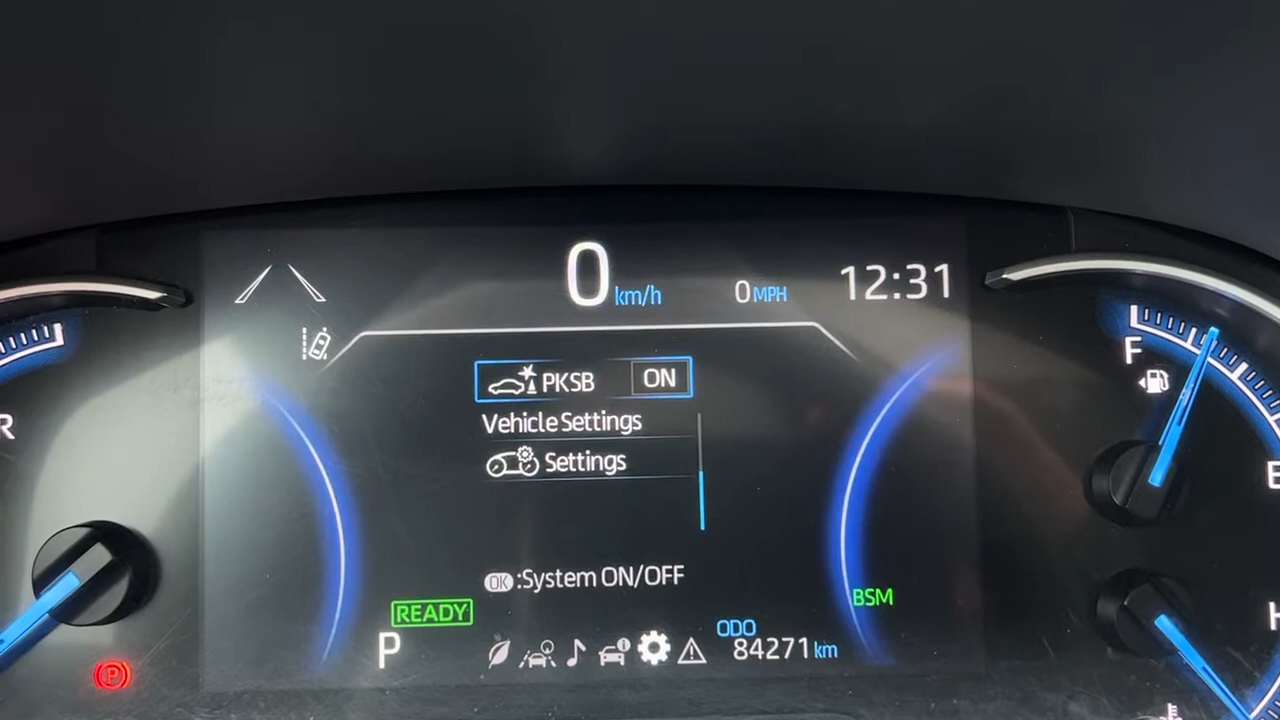 0 km/h 0 MPH 12:31
PKSB ON
Vehicle Settings
Settings
OK :System ON/OFF
READY
P
BSM
ODO
84271 km
R
P
F
E
H